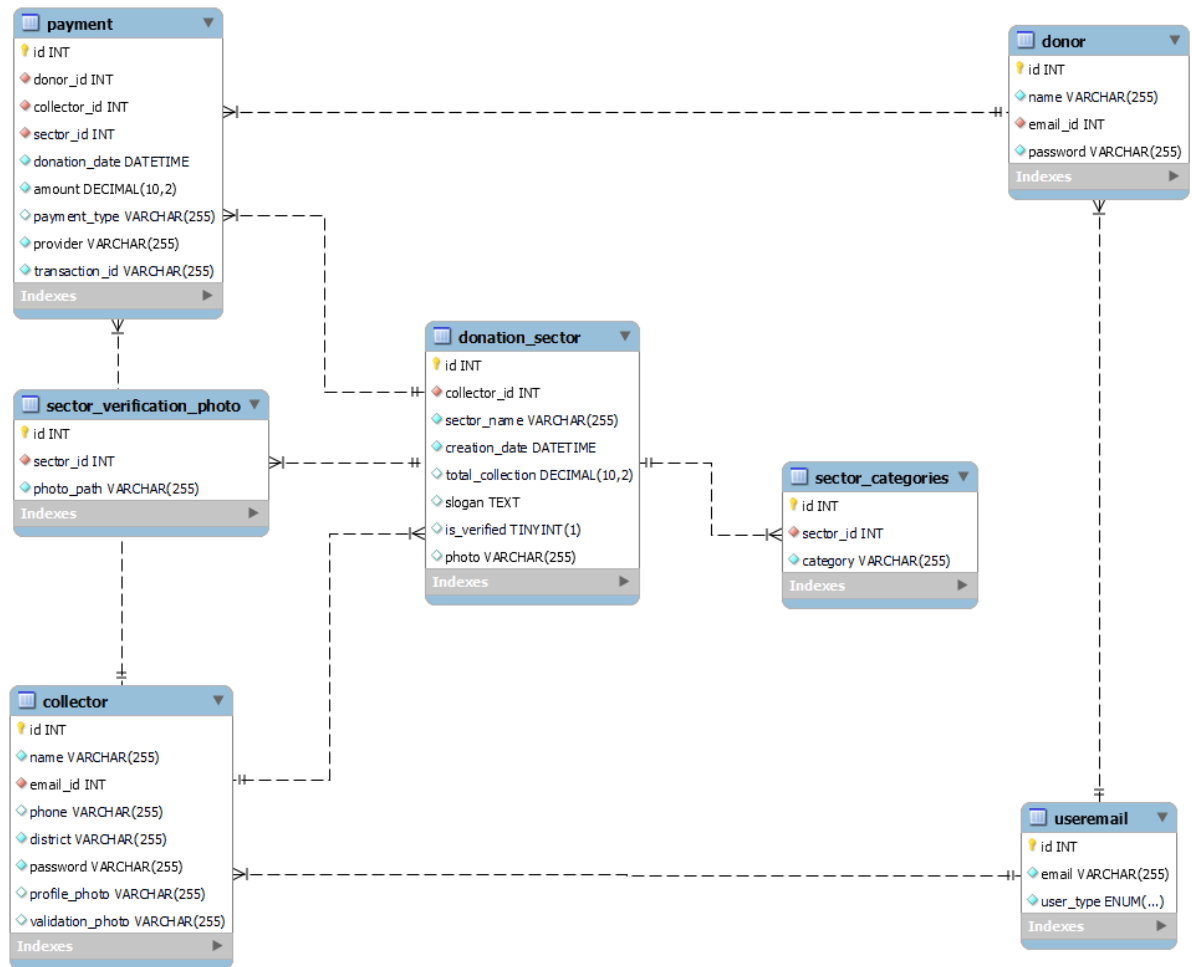 payment
id INT
donor_id INT
collector_id INT
sector_id INT
donation_date DATETIME
amount DECIMAL(10,2)
payment_type VARCHAR(255)
provider VARCHAR(255)
transaction_id VARCHAR(255)
Indexes
donor
id INT
name VARCHAR(255)
email_id INT
password VARCHAR(255)
Indexes
donation_sector
id INT
collector_id INT
sector_name VARCHAR(255)
creation_date DATETIME
total_collection DECIMAL(10,2)
slogan TEXT
is_verified TINYINT(1)
photo VARCHAR(255)
Indexes
sector_verification_photo
id INT
sector_id INT
photo_path VARCHAR(255)
Indexes
sector_categories
id INT
sector_id INT
category VARCHAR(255)
Indexes
collector
id INT
name VARCHAR(255)
email_id INT
phone VARCHAR(255)
district VARCHAR(255)
password VARCHAR(255)
profile_photo VARCHAR(255)
validation_photo VARCHAR(255)
Indexes
useremail
id INT
email VARCHAR(255)
user_type ENUM(...)
Indexes